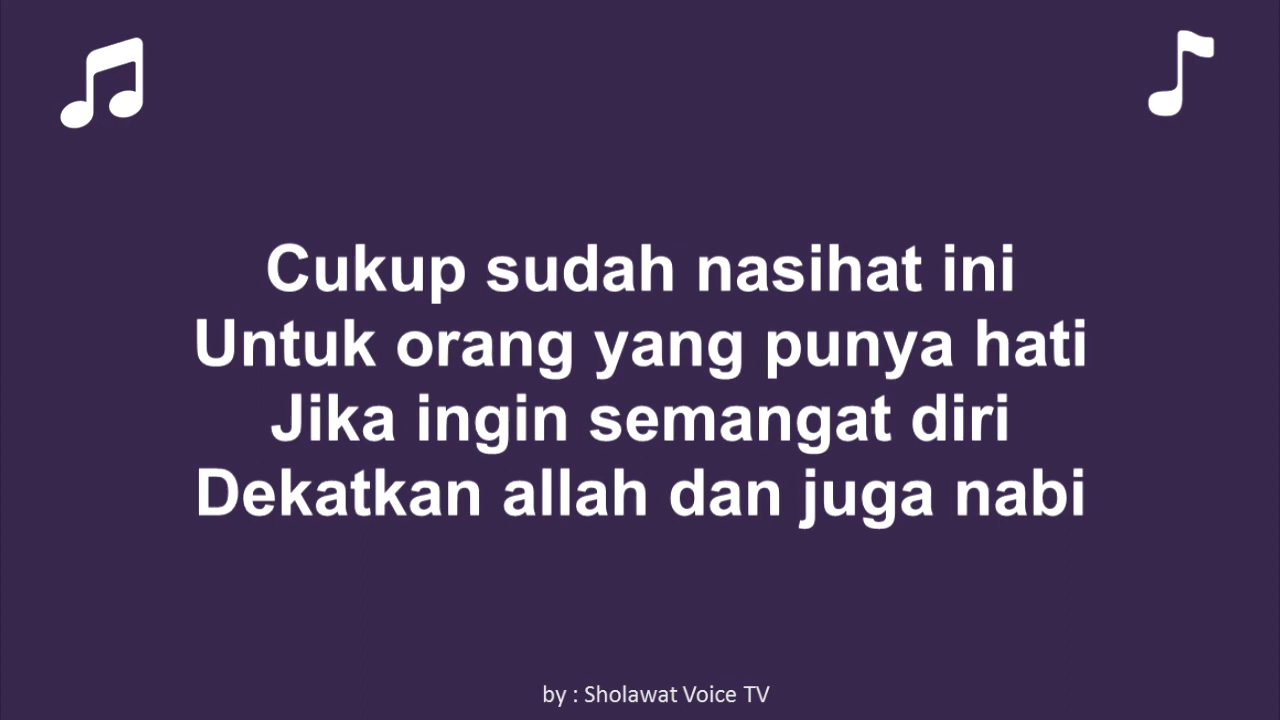 Cukup sudah nasihat ini
Untuk orang yang punya hati
Jika ingin semangat diri
Dekatkan allah dan juga nabi
by : Sholawat Voice TV